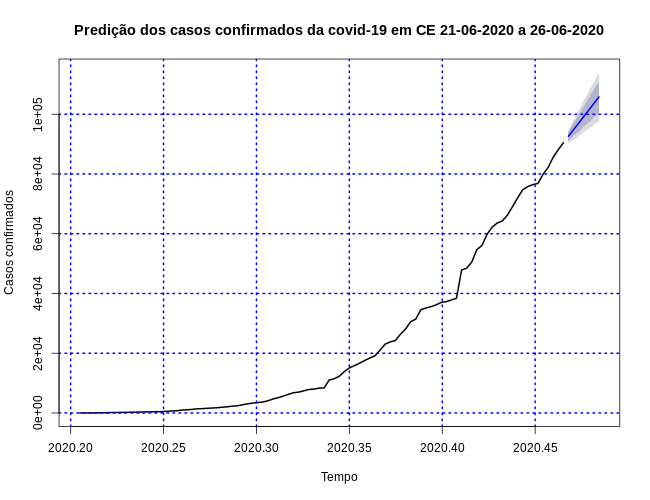 Predição dos casos confirmados da covid-19 em CE 21-06-2020 a 26-06-2020
Casos confirmados
1e+05
8e+04
6e+04
4e+04
2e+04
0e+00
2020.20 2020.25 2020.30 2020.35 2020.40 2020.45
Tempo